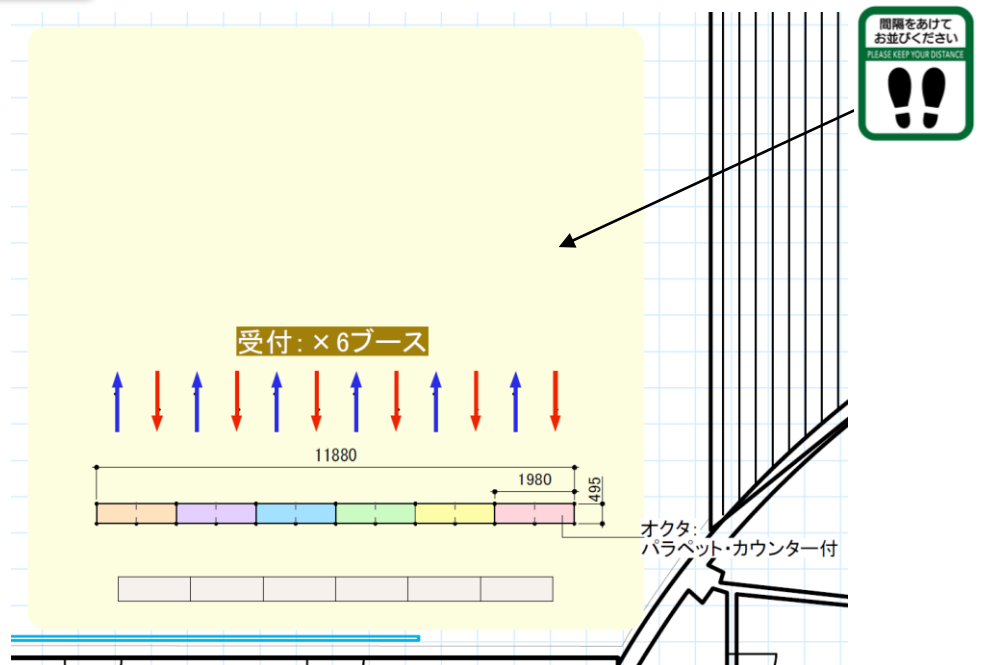 間隔をあけて
お並びください
PLEASE KEEP YOUR DISTANCE
受付:×6ブース
11880
1980
495
オクタ:
パラペット・カウンター付